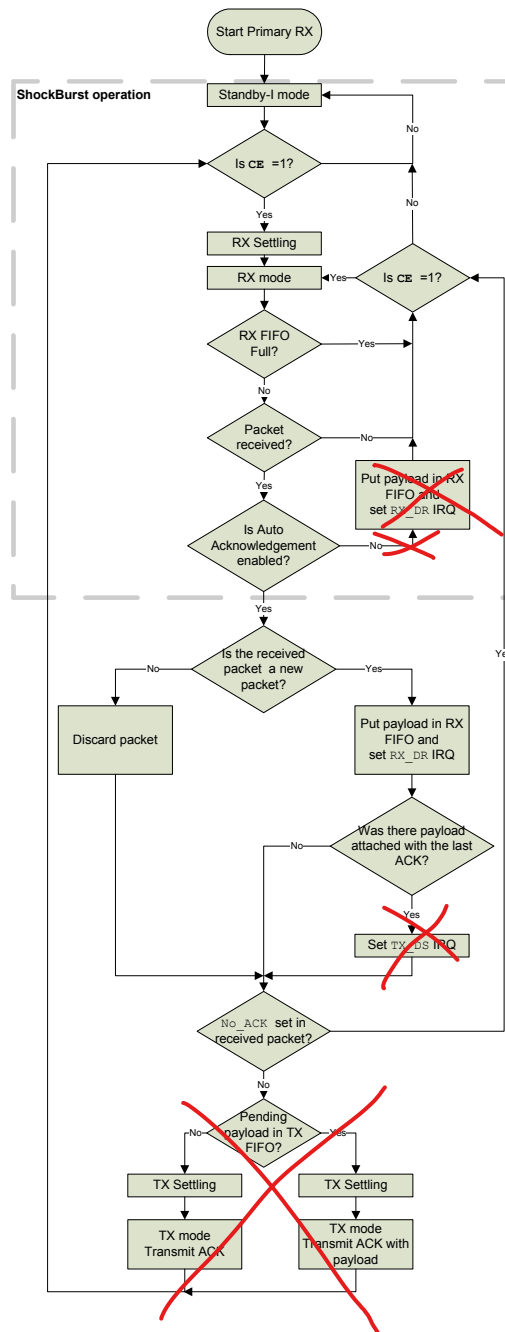 Start Primary RX
ShockBurst operation
Standby-I mode
No
Is CE =1?
No
Yes
RX Settling
RX mode
Yes
Is CE =1?
RX FIFO
Full?
Yes
No
Packet
received?
No
Put payload in RX
FIFO and
set RX_DR IRQ
Yes
Is Auto
Acknowledgement
enabled?
No
Yes
Is the received
packet a new
packet?
No
Yes
Ye
Discard packet
Put payload in RX
FIFO and
set RX_DR IRQ
Was there payload
attached with the last
ACK?
No
Yes
Set TX_DS IRQ
No_ACK set in
received packet?
No
Pending
payload in TX
FIFO?
No
Yes
TX Settling
TX Settling
TX mode
Transmit ACK
TX mode
Transmit ACK with
payload